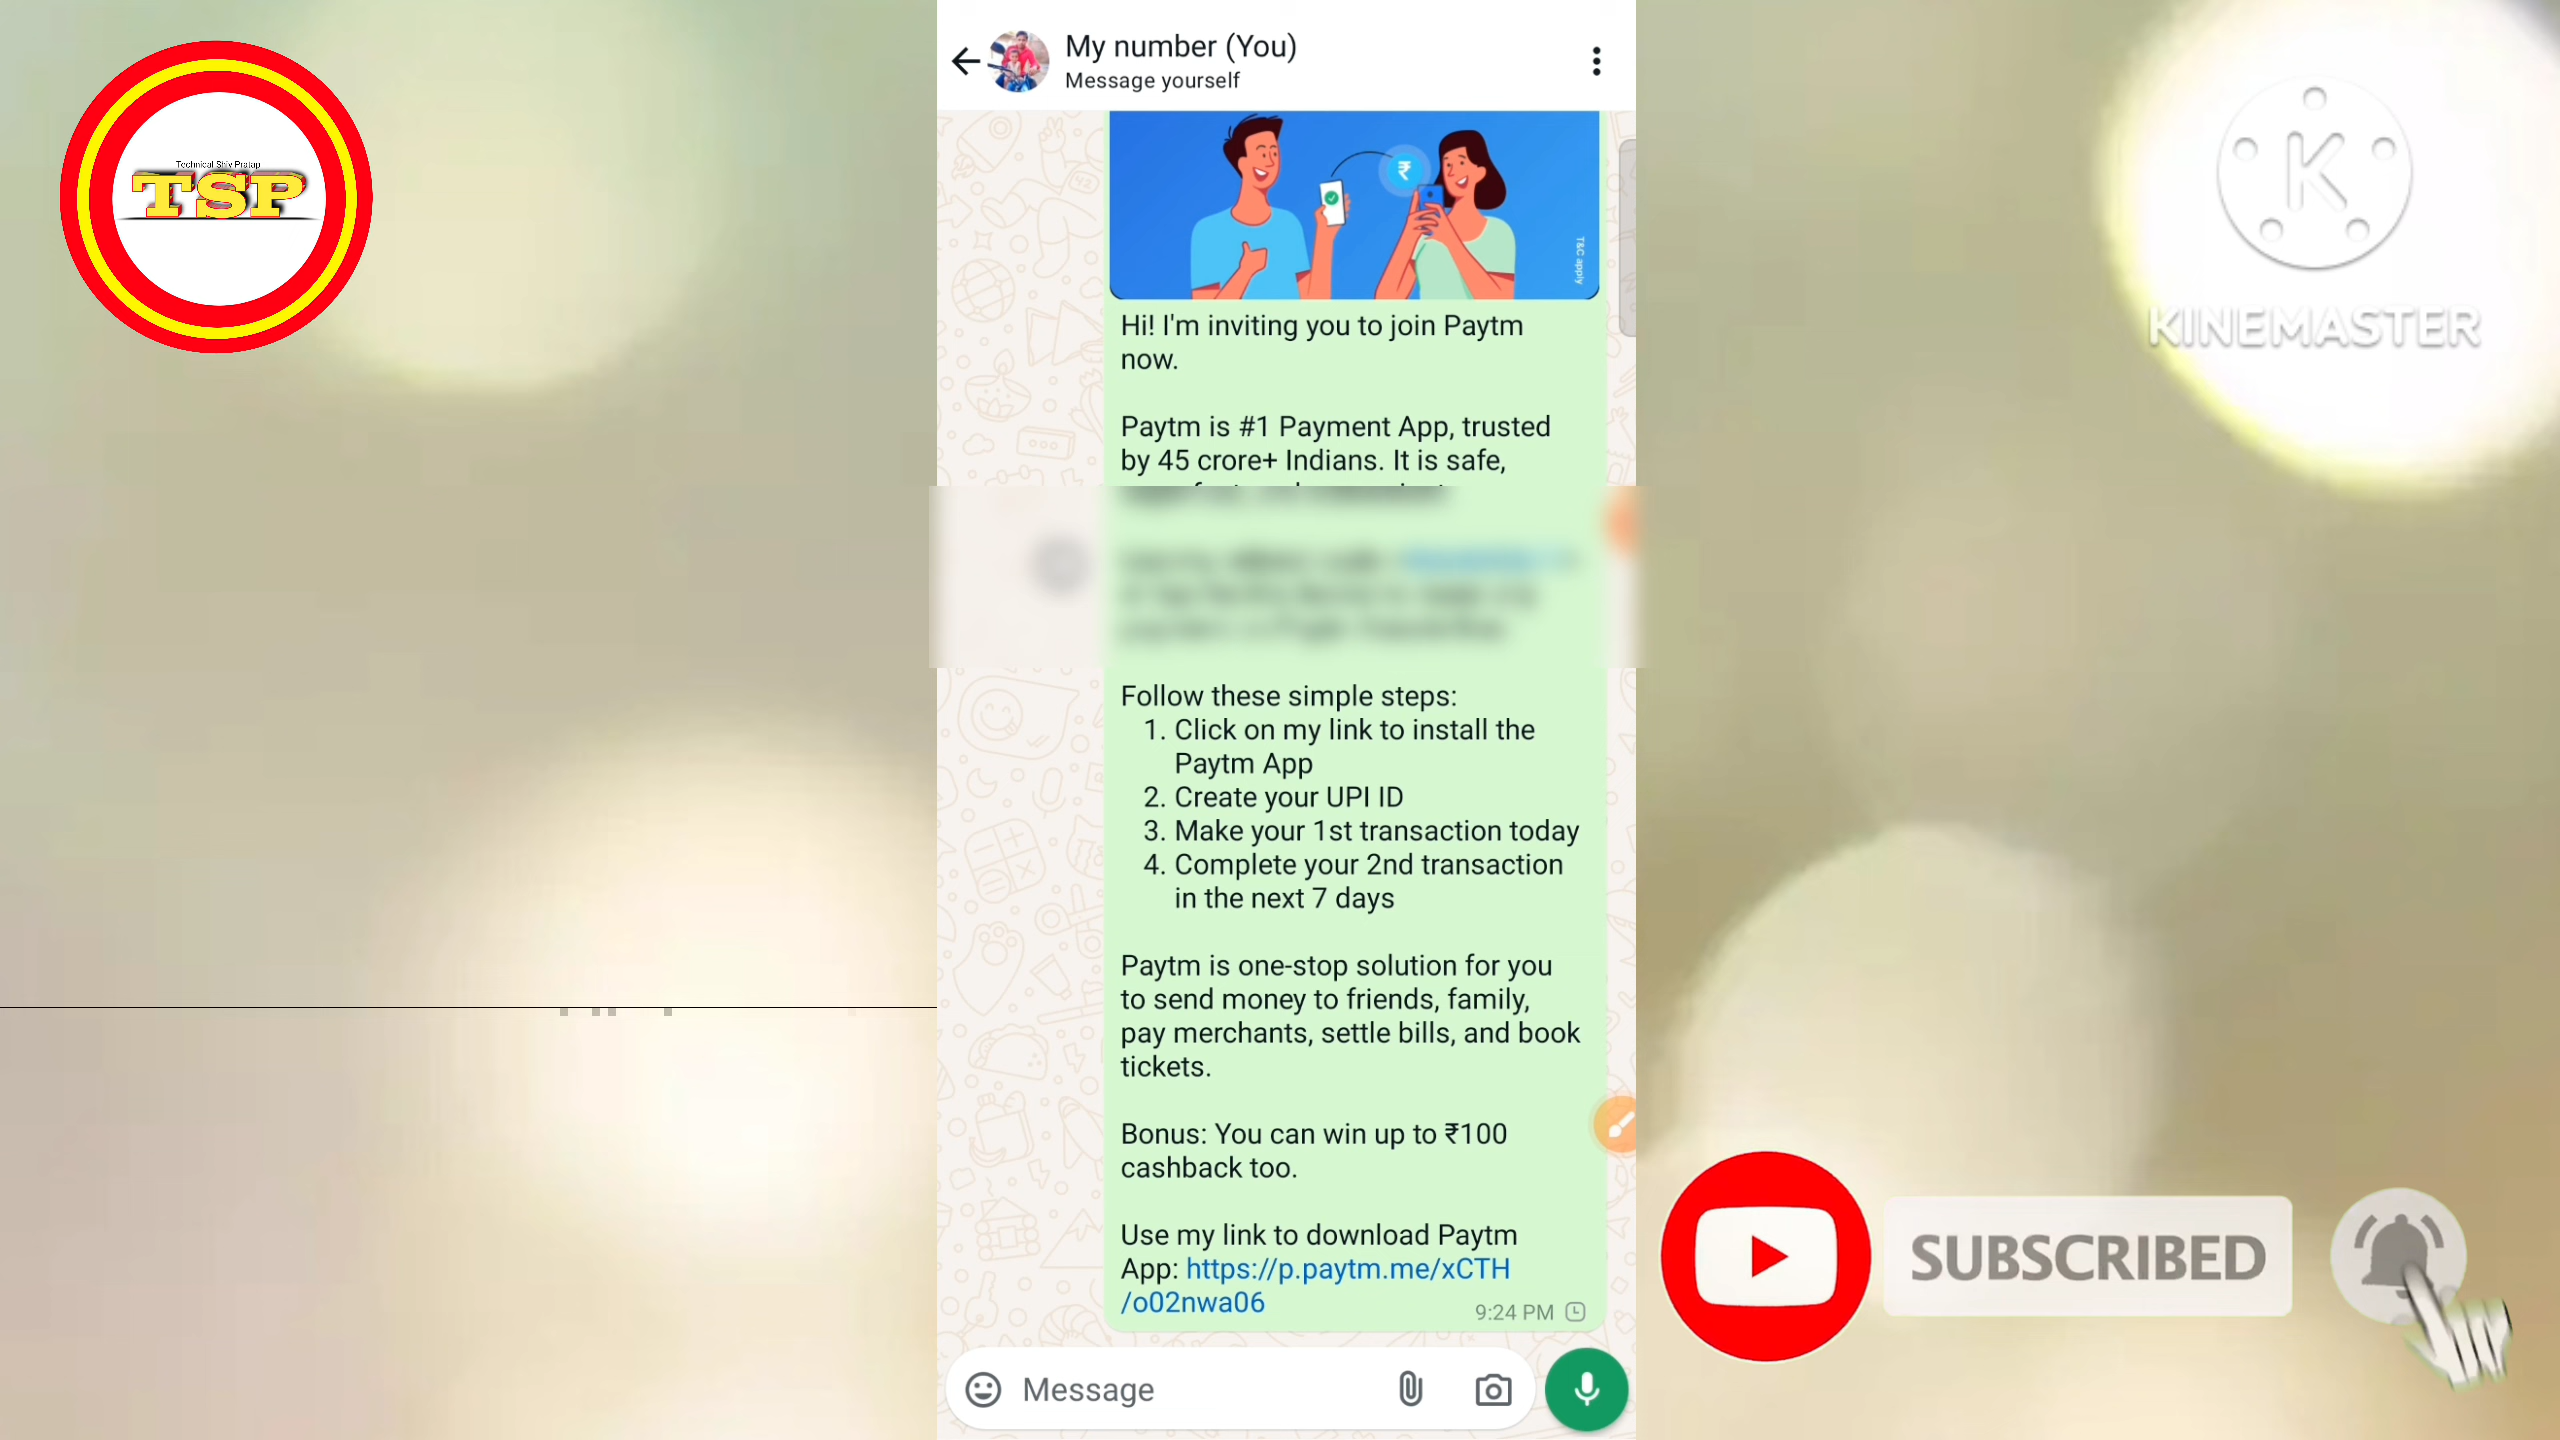 Technical Shiv Pratap
TSP
My number (You)
Message yourself
₹
T&C apply
Hi! I'm inviting you to join Paytm
now.
Paytm is #1 Payment App, trusted
by 45 crore+ Indians. It is safe,
Follow these simple steps:
1. Click on my link to install the
Paytm App
2. Create your UPI ID
3. Make your 1st transaction today
4. Complete your 2nd transaction
in the next 7 days
Paytm is one-stop solution for you
to send money to friends, family,
pay merchants, settle bills, and book
tickets.
Bonus: You can win up to ₹100
cashback too.
Use my link to download Paytm
App: https://p.paytm.me/xCTH
/o02nwa06
9:24 PM
Message
K
KINEMASTER
SUBSCRIBED